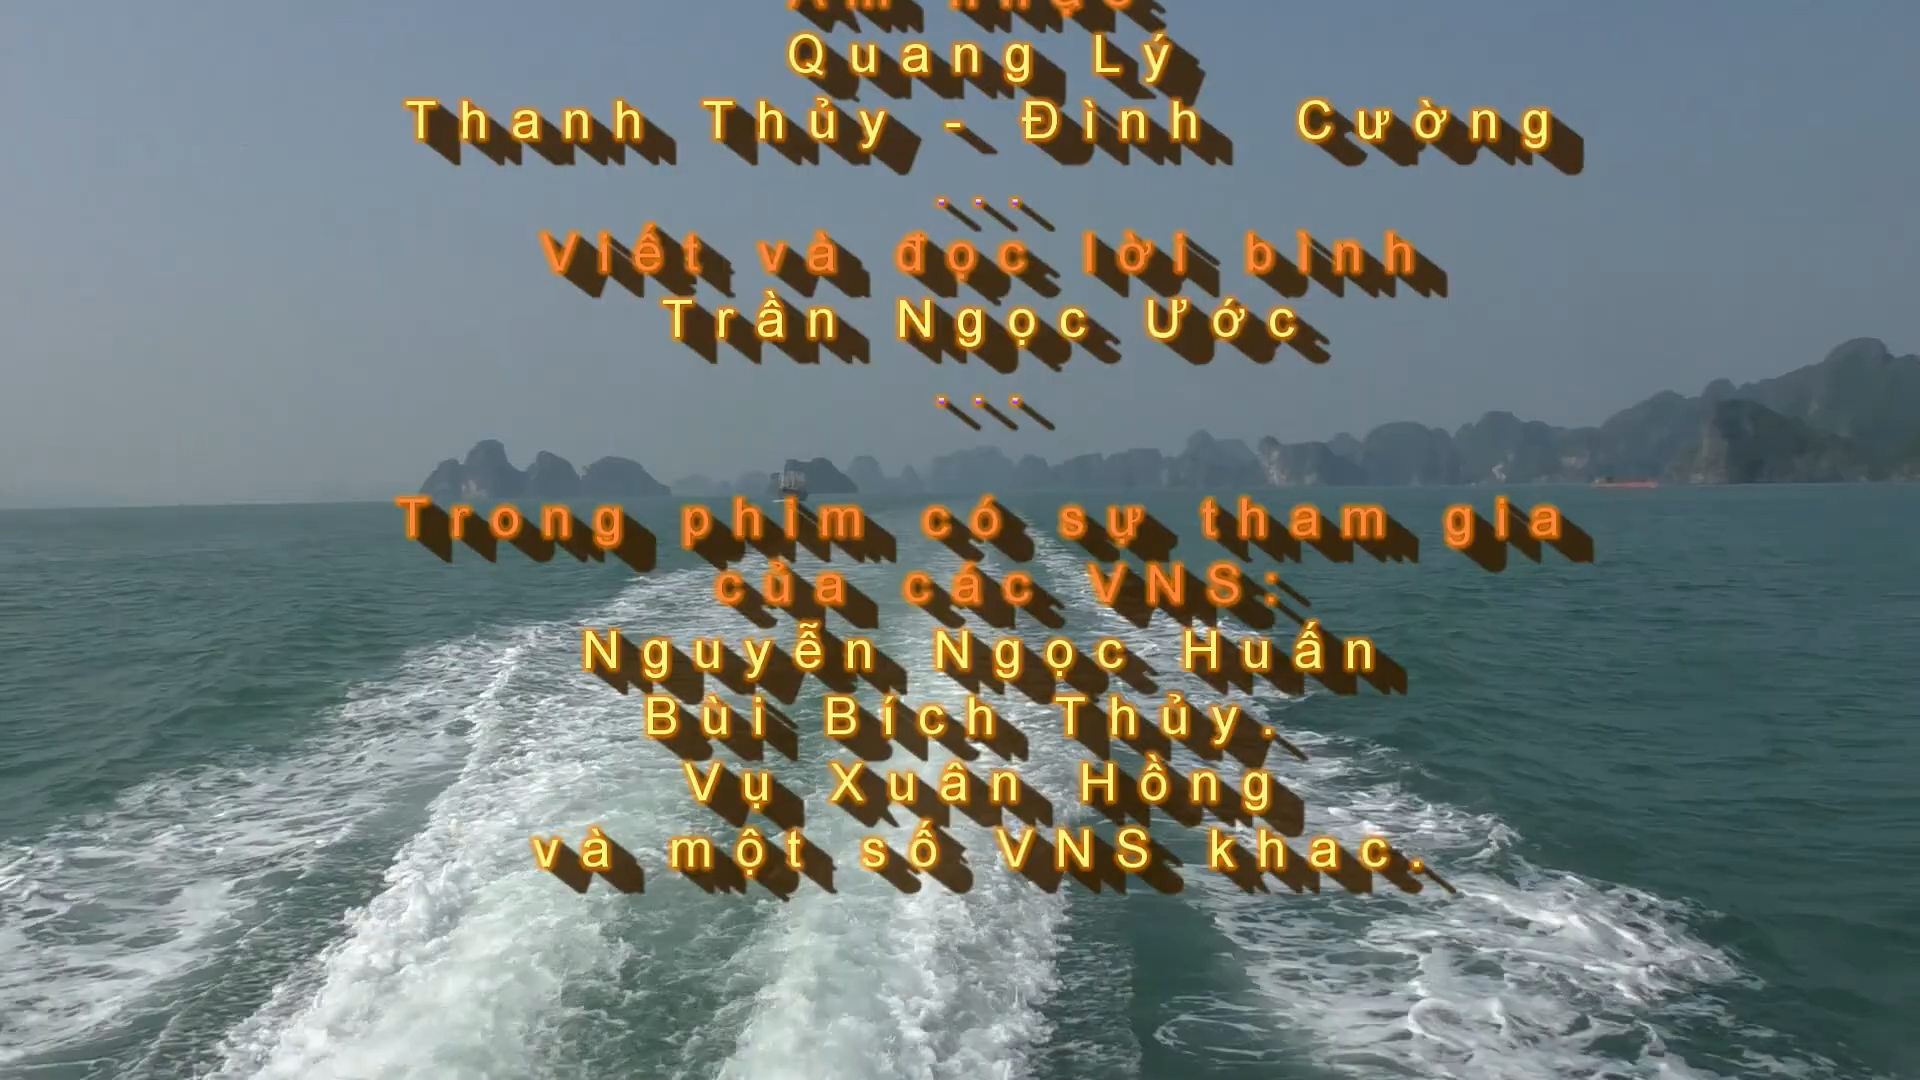 Quang Lý
Thanh Thủy - Đình Cường
...
Viết và đọc lời bình
Trần Ngọc Ước
...
Trong phim có sự tham gia
của các VNS:
Nguyễn Ngọc Huấn
Bùi Bích Thủy.
Vụ Xuân Hồng
và một số VNS khac.